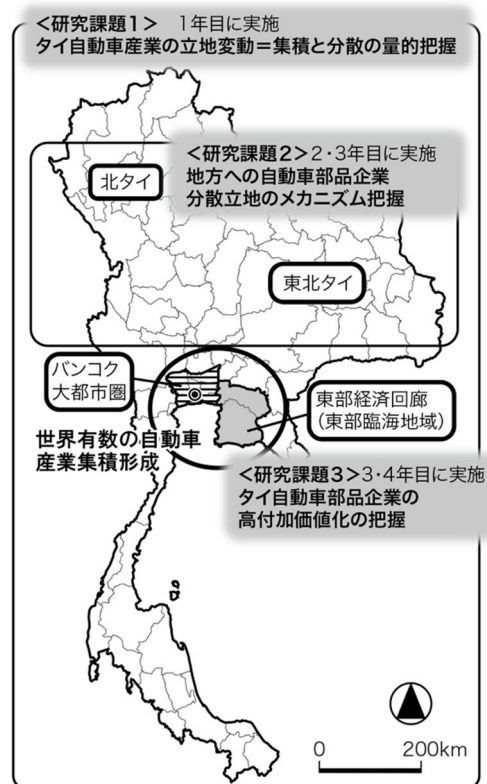 <研究課題1> 1年目に実施
タイ自動車産業の立地変動＝集積と分散の量的把握
<研究課題2>2・3年目に実施
地方への自動車部品企業
分散立地のメカニズム把握
北タイ
東北タイ
バンコク
大都市圏
東部経済回廊
（東部臨海地域）
世界有数の自動車
産業集積形成
<研究課題3>3・4年目に実施
タイ自動車部品企業の
高付加価値化の把握
0 200km